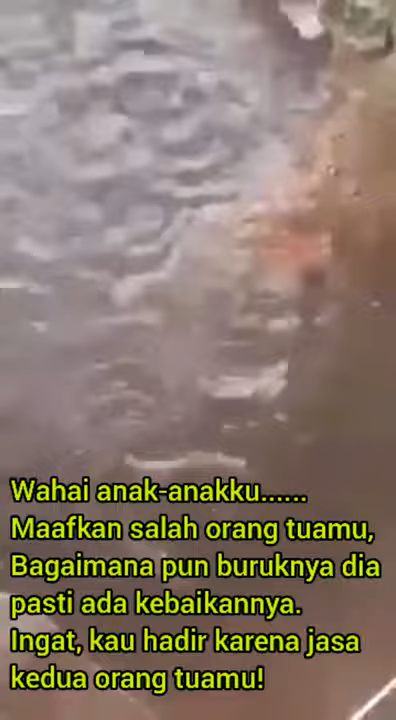 Wahai anak-anakku......
Maafkan salah orang tuamu,
Bagaimana pun buruknya dia
pasti ada kebaikannya.
Ingat, kau hadir karena jasa
kedua orang tuamu!